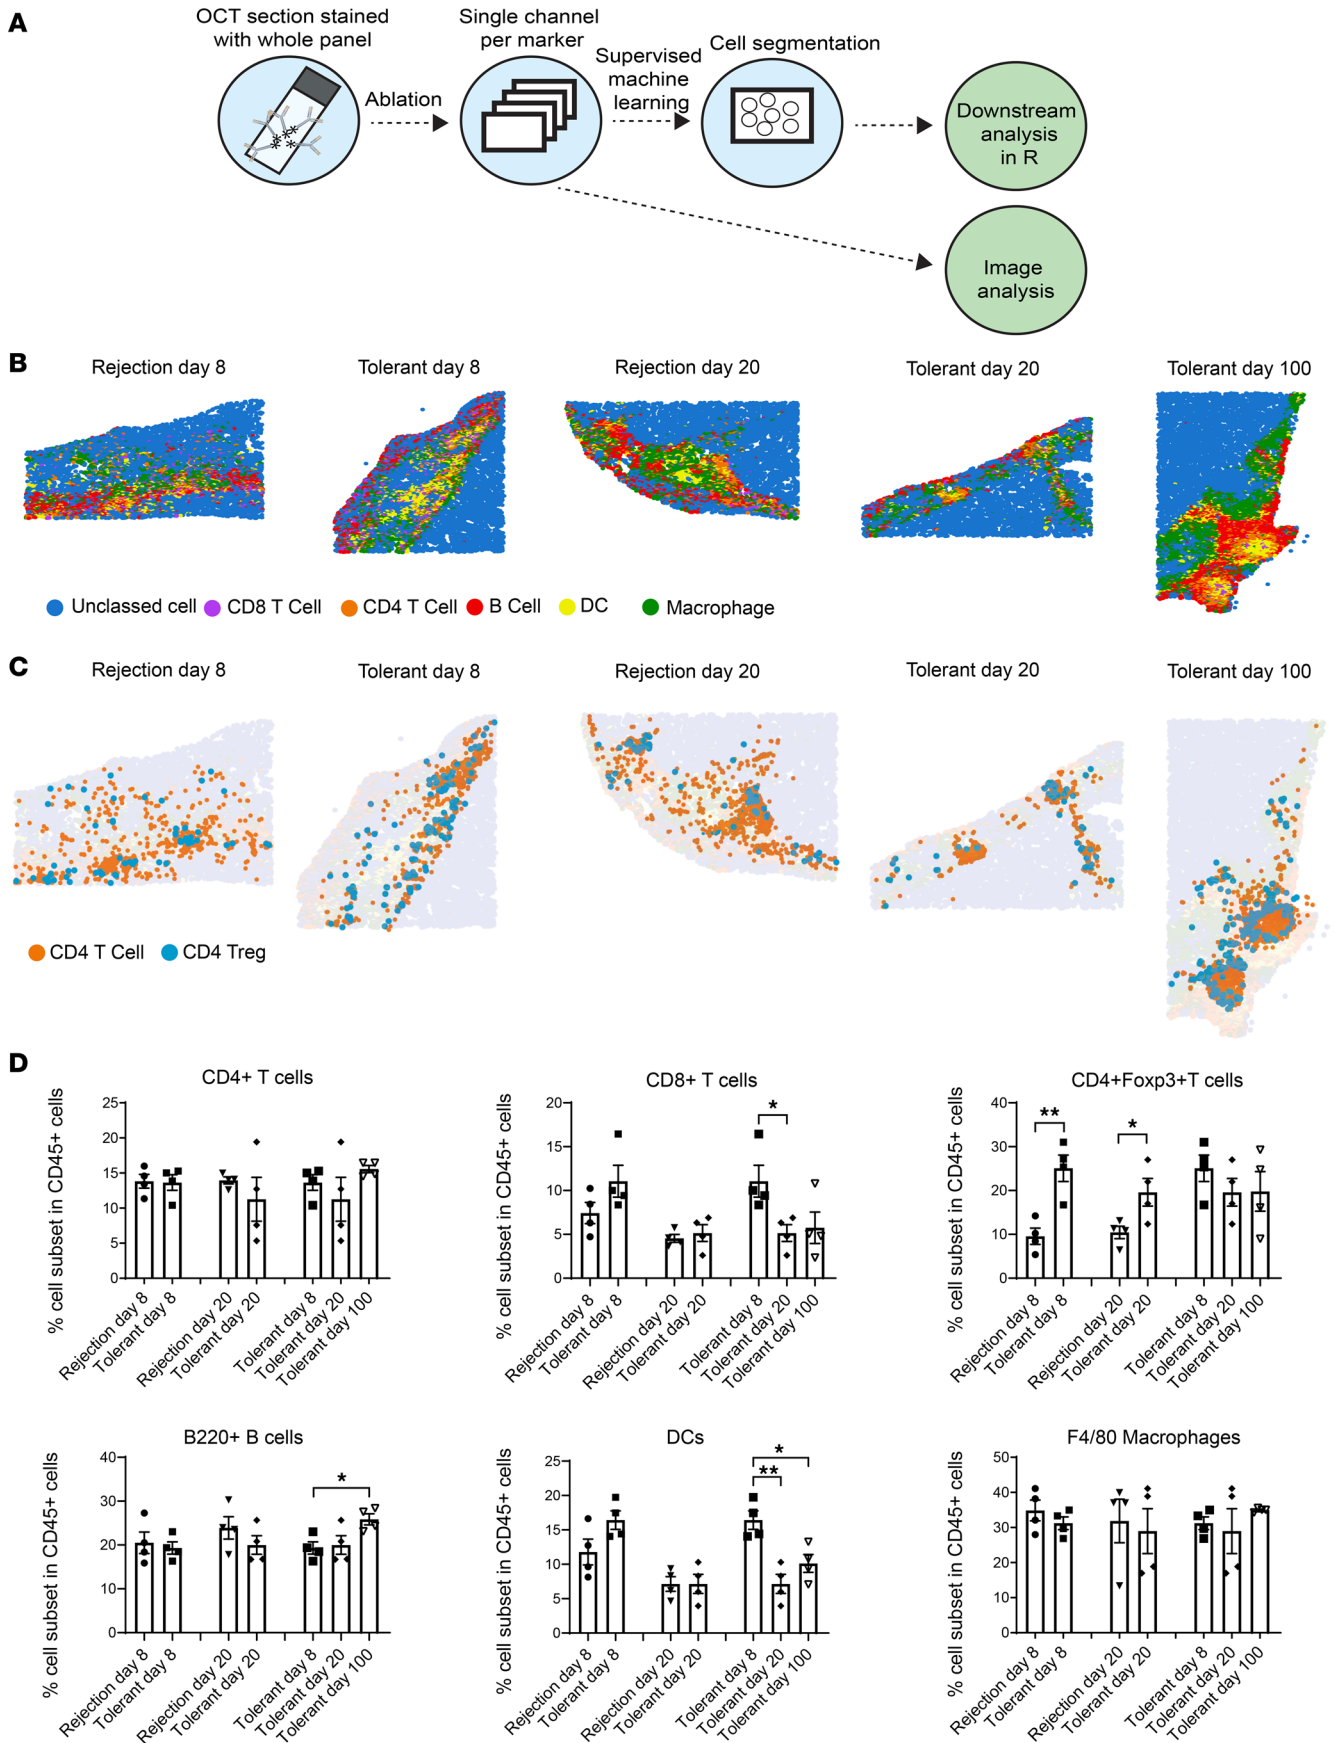 A
OCT section stained
with whole panel
Ablation
Single channel
per marker
Supervised
machine
learning
Cell segmentation
Downstream
analysis
in R
Image
analysis
B
Rejection day 8
Tolerant day 8
Rejection day 20
Tolerant day 20
Tolerant day 100
Unclassed cell
CD8 T Cell
CD4 T Cell
B Cell
DC
Macrophage
C
Rejection day 8
Tolerant day 8
Rejection day 20
Tolerant day 20
Tolerant day 100
CD4 T Cell
CD4 Treg
D
CD4+ T cells
% cell subset in CD45+ cells
25
20
15
10
5
0
Rejection day 8
Tolerant day 8
Rejection day 20
Tolerant day 20
Tolerant day 8
Tolerant day 20
Tolerant day 100
CD8+ T cells
% cell subset in CD45+ cells
20
15
10
5
0
*
Rejection day 8
Tolerant day 8
Rejection day 20
Tolerant day 20
Tolerant day 8
Tolerant day 20
Tolerant day 100
CD4+Foxp3+T cells
% cell subset in CD45+ cells
40
30
20
10
0
**
*
Rejection day 8
Tolerant day 8
Rejection day 20
Tolerant day 20
Tolerant day 8
Tolerant day 20
Tolerant day 100
B220+ B cells
% cell subset in CD45+ cells
40
30
20
10
0
*
Rejection day 8
Tolerant day 8
Rejection day 20
Tolerant day 20
Tolerant day 8
Tolerant day 20
Tolerant day 100
DCs
% cell subset in CD45+ cells
25
20
15
10
5
0
*
**
Rejection day 8
Tolerant day 8
Rejection day 20
Tolerant day 20
Tolerant day 8
Tolerant day 20
Tolerant day 100
F4/80 Macrophages
% cell subset in CD45+ cells
50
40
30
20
10
0
Rejection day 8
Tolerant day 8
Rejection day 20
Tolerant day 20
Tolerant day 8
Tolerant day 20
Tolerant day 100